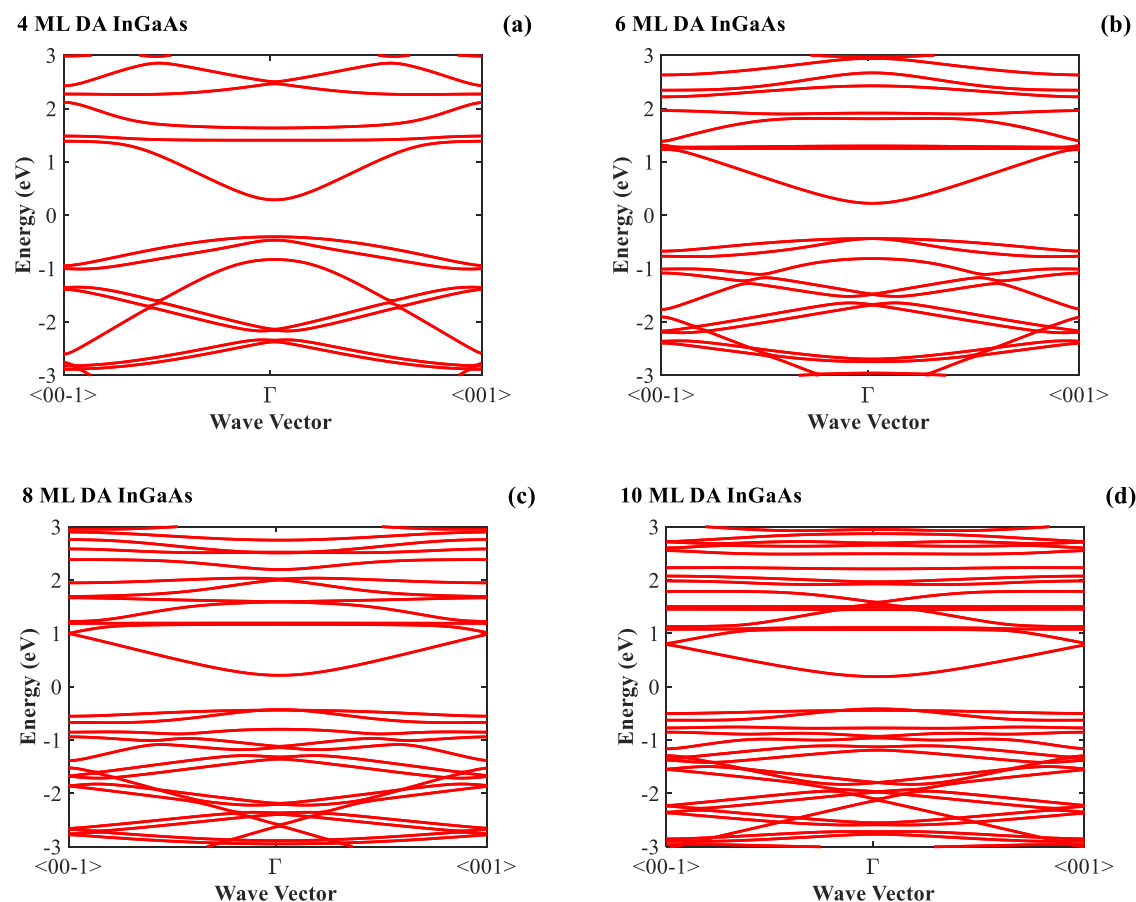 4 ML DA InGaAs
(a)
3
2
1
0
-1
-2
-3
Energy (eV)
<00-1>
Γ
<001>
Wave Vector
6 ML DA InGaAs
(b)
3
2
1
0
-1
-2
-3
Energy (eV)
<00-1>
Γ
<001>
Wave Vector
8 ML DA InGaAs
(c)
3
2
1
0
-1
-2
-3
Energy (eV)
<00-1>
Γ
<001>
Wave Vector
10 ML DA InGaAs
(d)
3
2
1
0
-1
-2
-3
Energy (eV)
<00-1>
Γ
<001>
Wave Vector